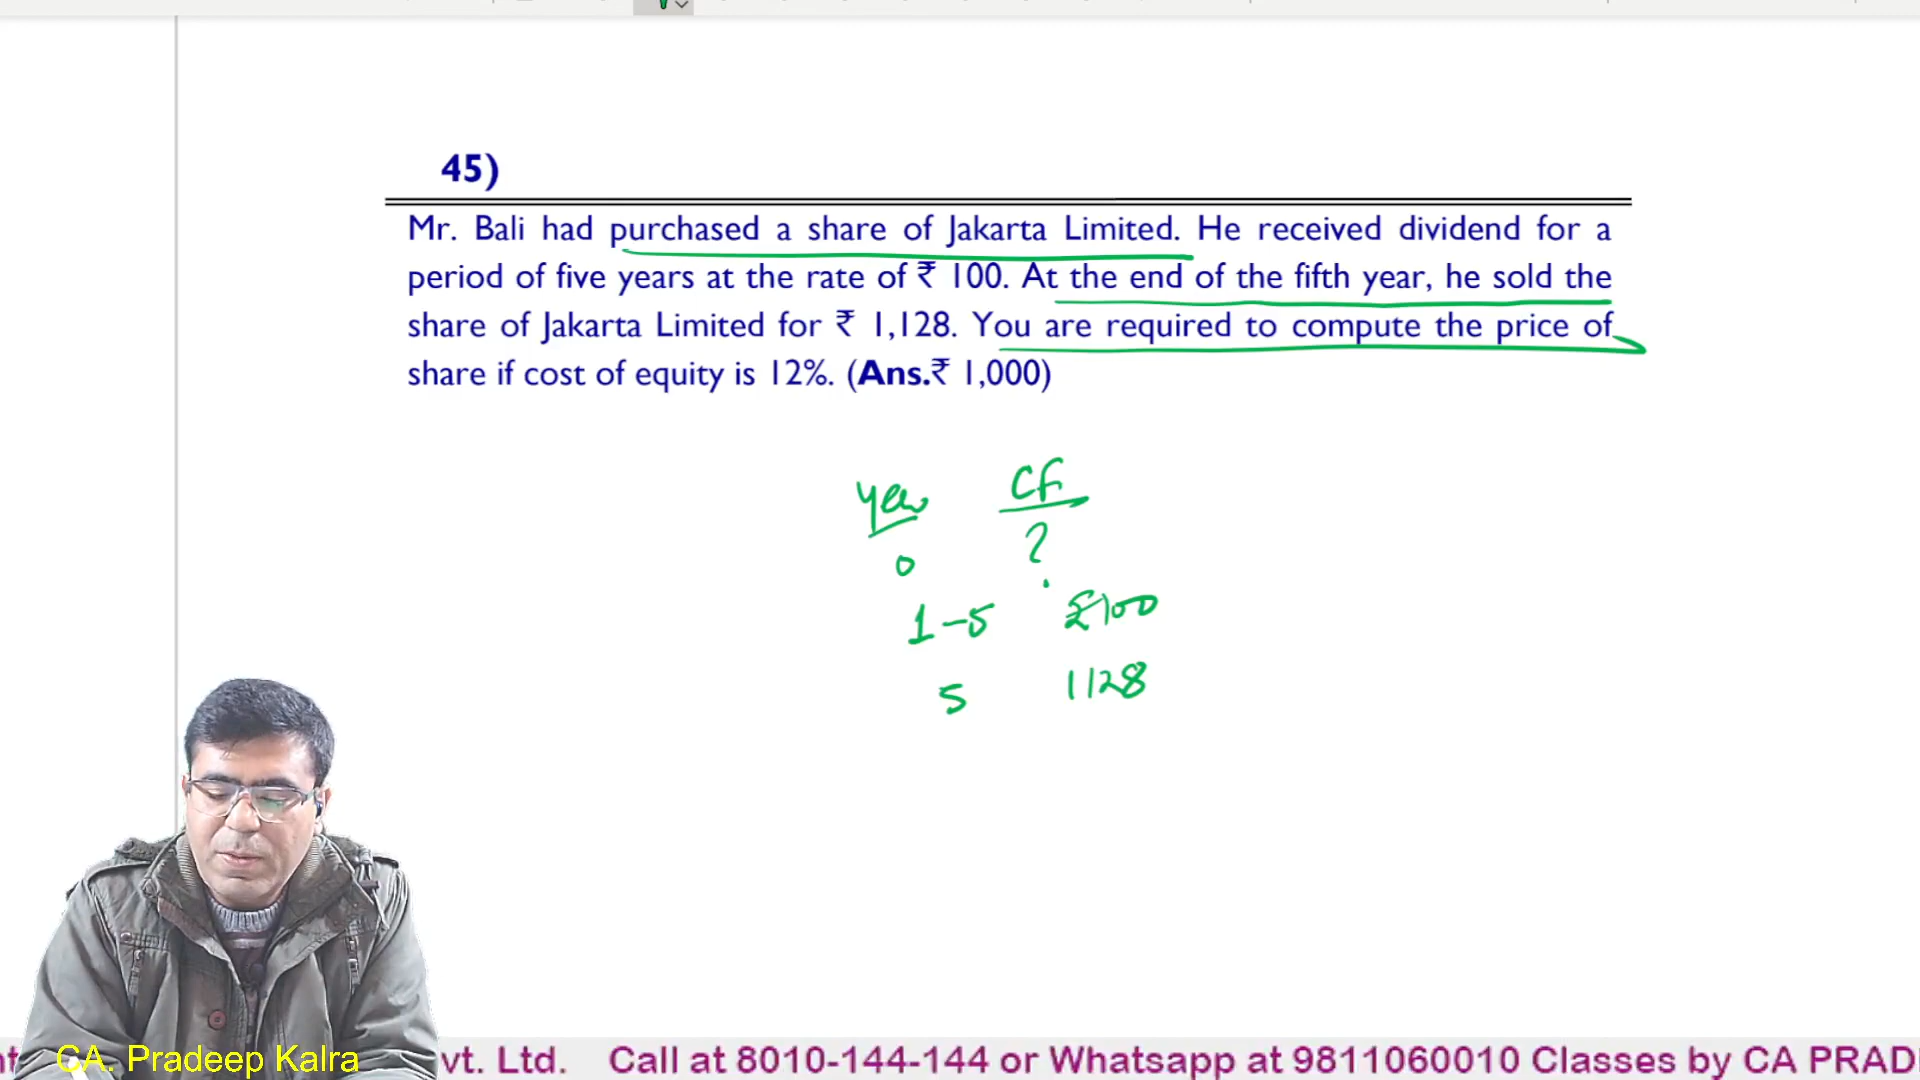 45)
Mr. Bali had purchased a share of Jakarta Limited. He received dividend for a
period of five years at the rate of ₹ 100. At the end of the fifth year, he sold the
share of Jakarta Limited for ₹ 1,128. You are required to compute the price of
share if cost of equity is 12%. (Ans.₹ 1,000)
year CF
0 ?
1-5 ₹100
5 1128
CA. Pradeep Kalra
vt. Ltd. Call at 8010-144-144 or Whatsapp at 9811060010 Classes by CA PRAD